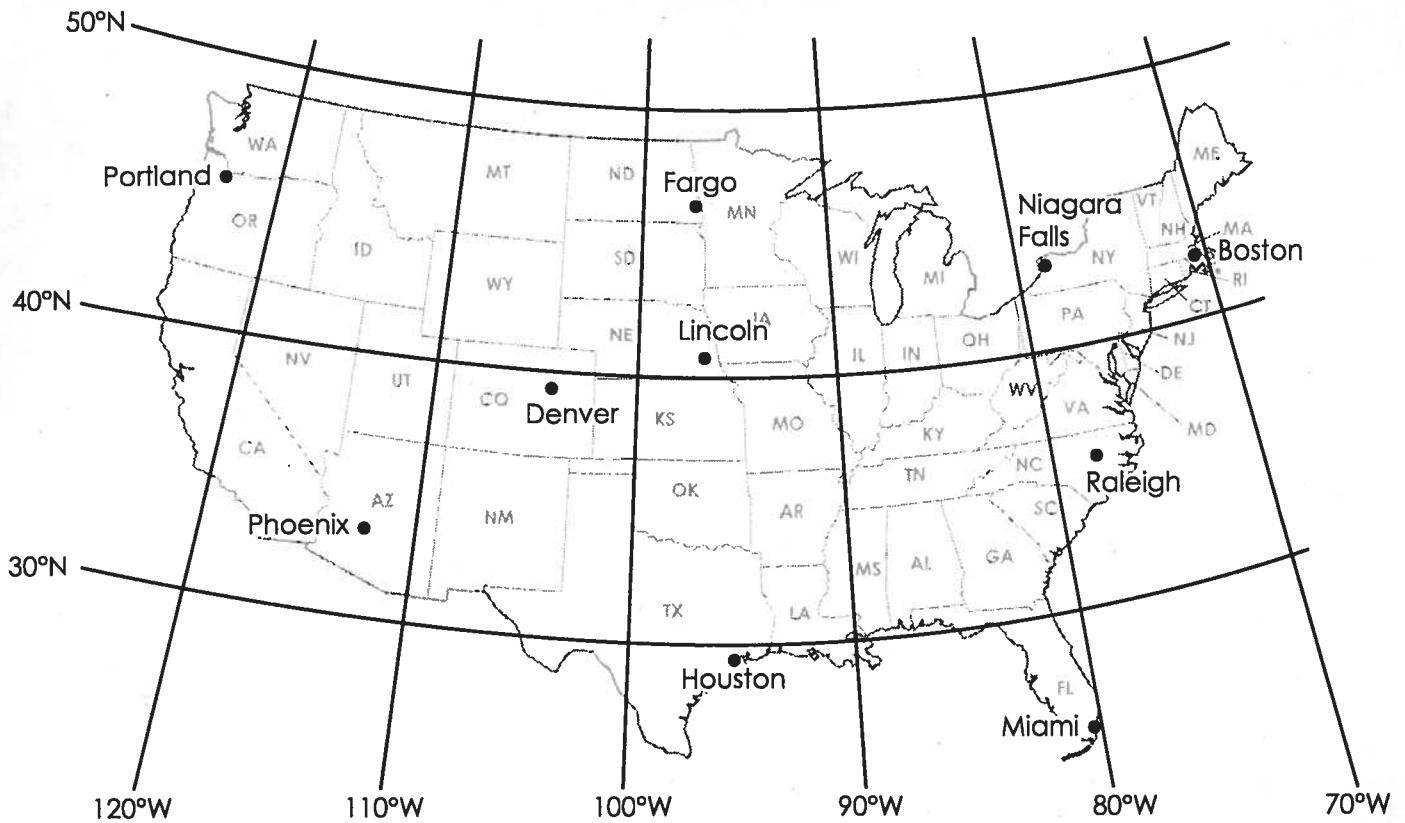 50°N
WA
ME
Portland
MT
ND
Fargo
VT
MN
Niagara
Falls
OR
NH
MA
ID
WI
NY
Boston
SD
MI
RI
WY
40°N
CT
PA
IA
NE
Lincoln
OH
NJ
NV
IL
IN
DE
UT
CO
WV
Denver
VA
KS
MO
MD
KY
CA
NC
TN
Raleigh
OK
AZ
SC
AR
Phoenix
NM
GA
30°N
MS
AL
TX
LA
Houston
FL
Miami
120°W
110°W
100°W
90°W
80°W
70°W